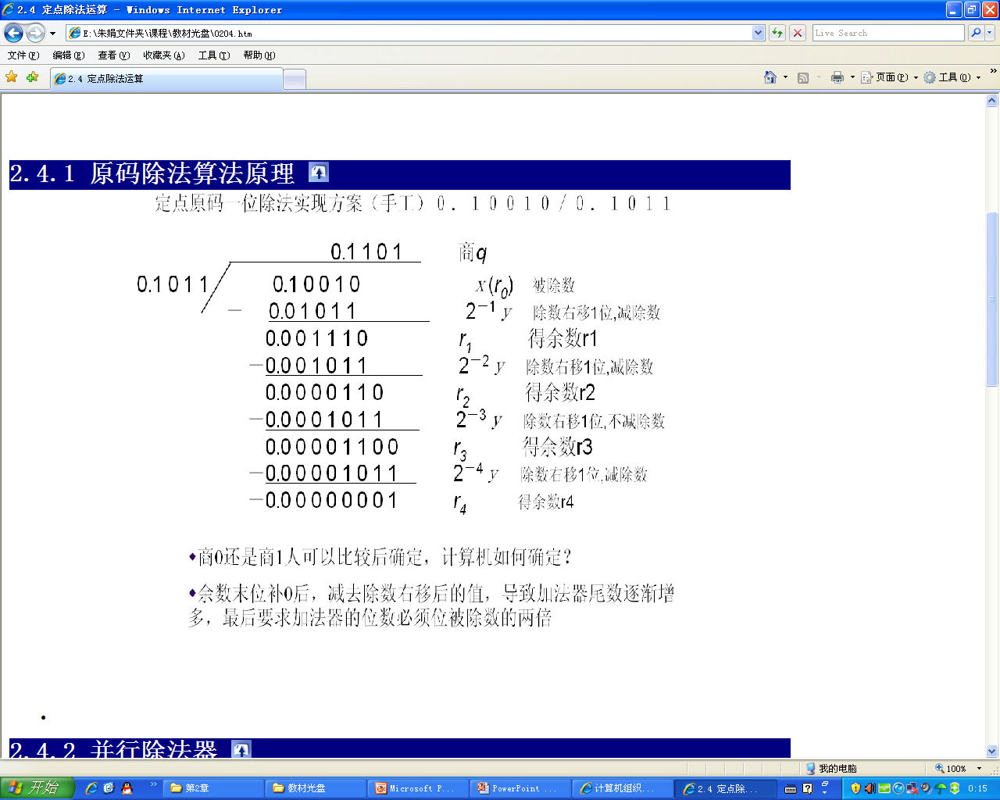 2.4 定点除法运算 - Windows Internet Explorer
E:\朱娟文件夹\课程\教材光盘\0204.htm
Live Search
文件(F) 编辑(E) 查看(V) 收藏夹(A) 工具(T) 帮助(H)
2.4 定点除法运算
页面(P) 工具(O)
2.4.1 原码除法算法原理
定点原码一位除法实现方案（手工）0．10010/0．1011
0.1101 商q
0.1011 0.10010 x(r0) 被除数
－ 0.01011 2－1 y 除数右移1位,减除数
0.001110 r1 得余数r1
－0.001011 2－2 y 除数右移1位,减除数
0.0000110 r2 得余数r2
－0.0001011 2－3 y 除数右移1位,不减除数
0.00001100 r3 得余数r3
－0.00001011 2－4 y 除数右移1位,减除数
－0.00000001 r4 得余数r4
◆商0还是商1人可以比较后确定，计算机如何确定？
◆余数末位补0后，减去除数右移后的值，导致加法器尾数逐渐增
多，最后要求加法器的位数必须位被除数的两倍
2.4.2 并行除法器
我的电脑 100%
开始 第2章 教材光盘 Microsoft P... PowerPoint ... 计算机组织... 2.4 定点除... 0:15